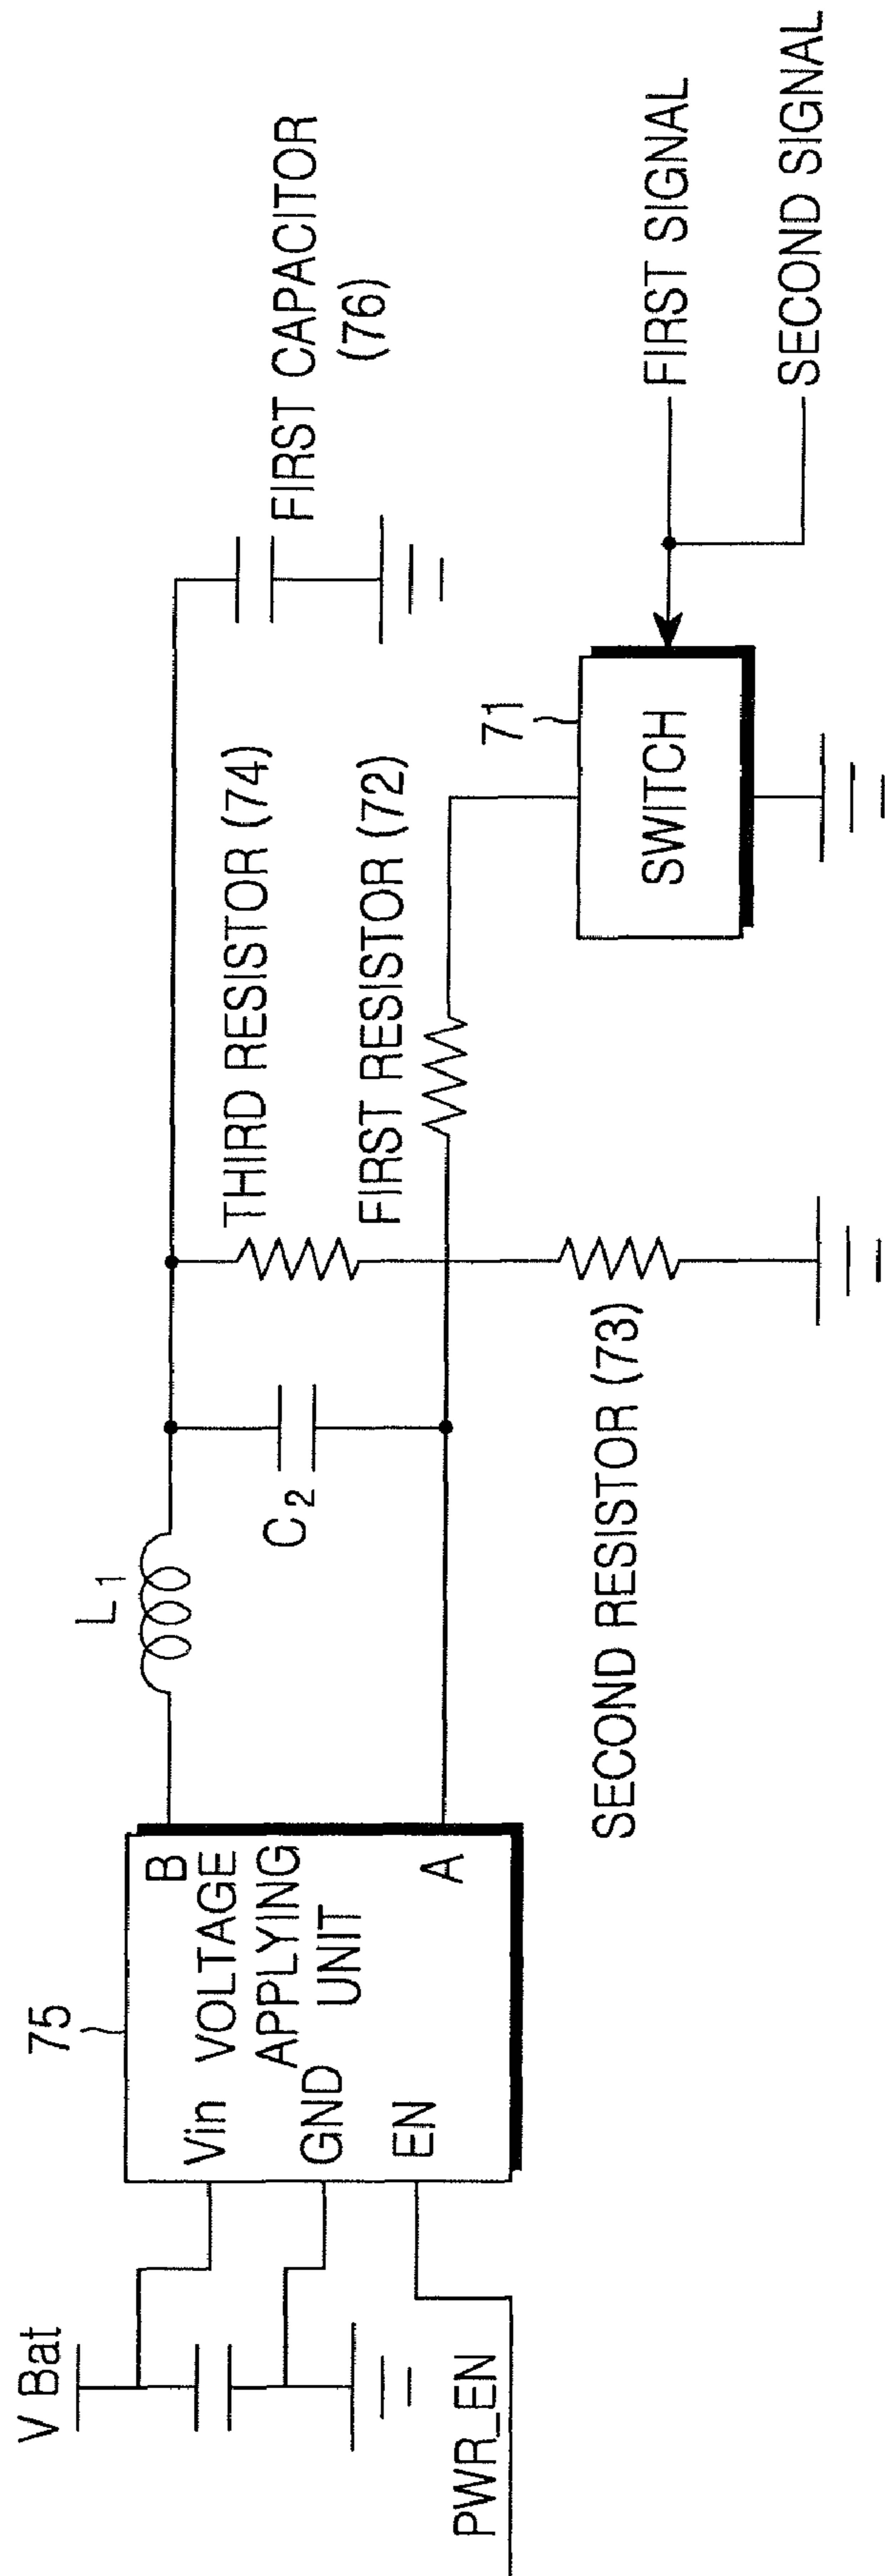 V Bat
PWR_EN
75
Vin
GND
EN
B
VOLTAGE
APPLYING
UNIT
A
L1
C2
THIRD RESISTOR (74)
FIRST RESISTOR (72)
SECOND RESISTOR (73)
FIRST CAPACITOR
(76)
71
SWITCH
FIRST SIGNAL
SECOND SIGNAL